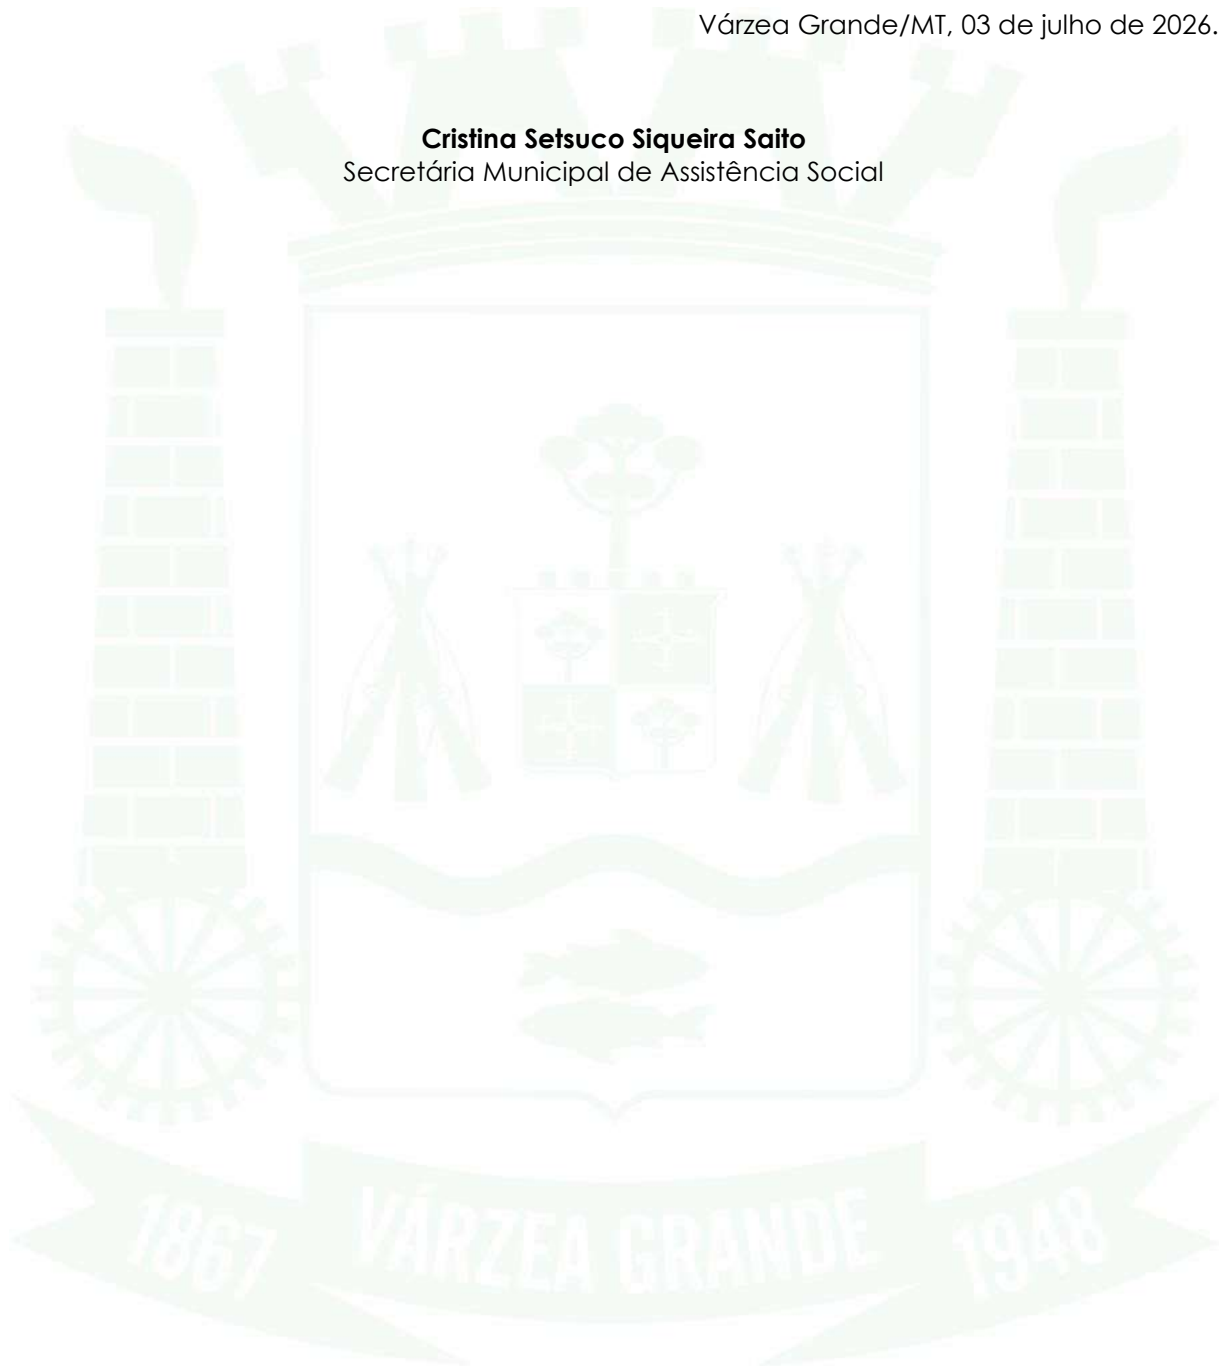 Várzea Grande/MT, 03 de julho de 2026.
Cristina Setsuco Siqueira Saito
Secretária Municipal de Assistência Social
1867 VÁRZEA GRANDE 1948